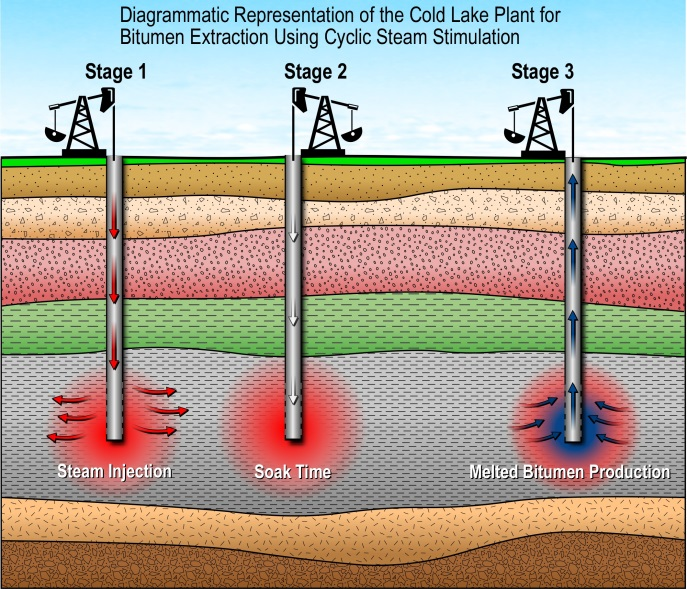 Diagrammatic Representation of the Cold Lake Plant for
Bitumen Extraction Using Cyclic Steam Stimulation
Stage 1
Stage 2
Stage 3
Steam Injection
Soak Time
Melted Bitumen Production